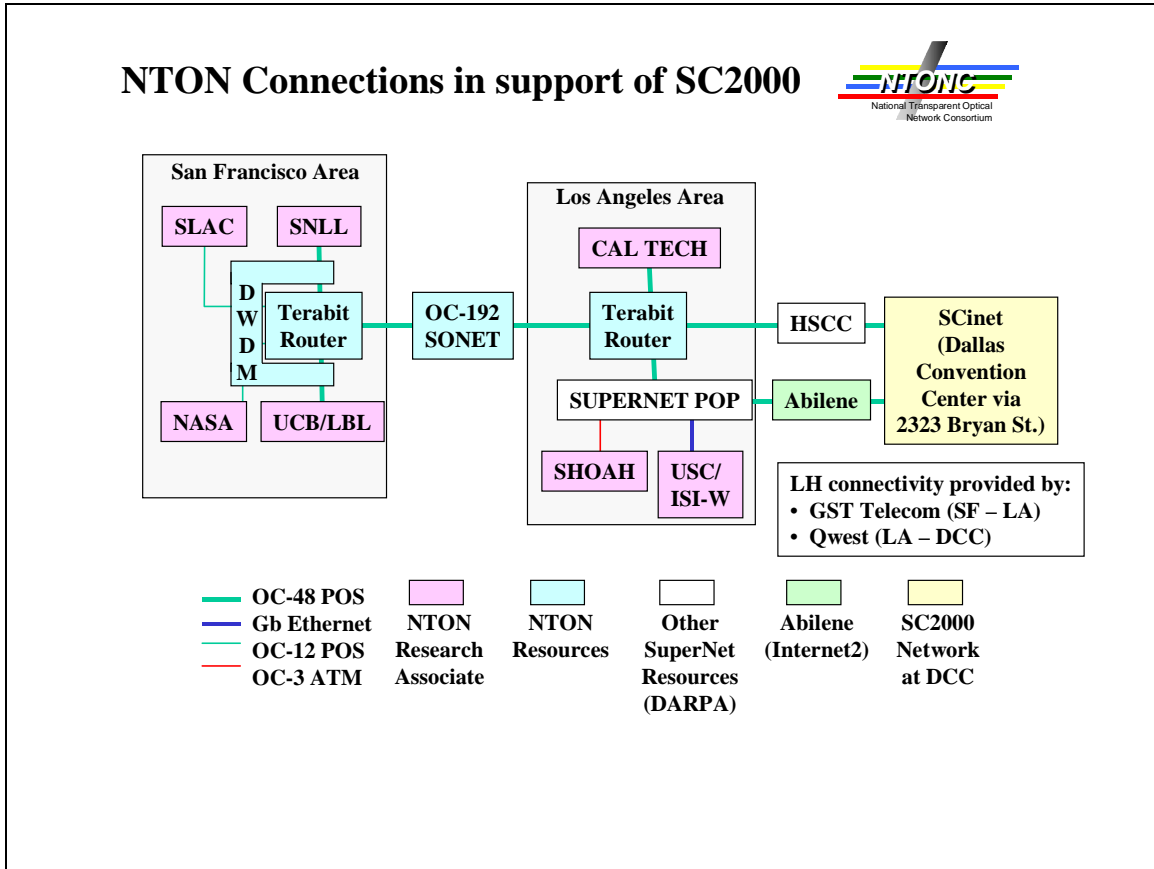 NTON Connections in support of SC2000
NTONC
National Transparent Optical
Network Consortium
San Francisco Area
SLAC
SNLL
D
W
D
M
Terabit
Router
NASA
UCB/LBL
OC-192
SONET
Los Angeles Area
CAL TECH
Terabit
Router
SUPERNET POP
SHOAH
USC/
ISI-W
HSCC
Abilene
SCinet
(Dallas
Convention
Center via
2323 Bryan St.)
LH connectivity provided by:
• GST Telecom (SF – LA)
• Qwest (LA – DCC)
OC-48 POS
Gb Ethernet
OC-12 POS
OC-3 ATM
NTON
Research
Associate
NTON
Resources
Other
SuperNet
Resources
(DARPA)
Abilene
(Internet2)
SC2000
Network
at DCC